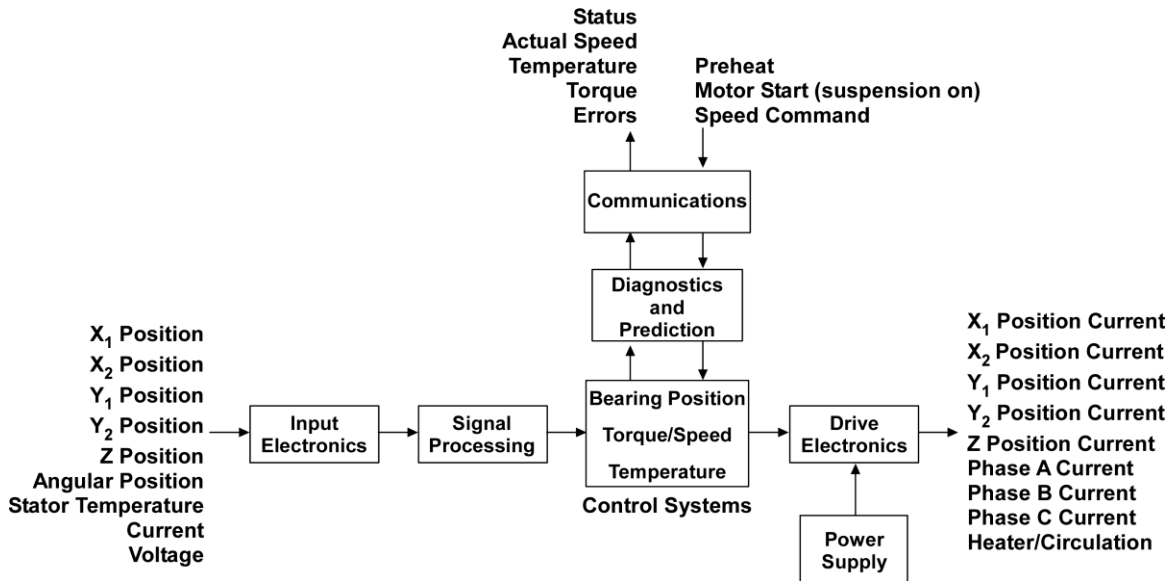 Status
Actual Speed
Temperature
Torque
Errors
Preheat
Motor Start (suspension on)
Speed Command
Communications
Diagnostics
and
Prediction
X₁ Position
X₂ Position
Y₁ Position
Y₂ Position
Z Position
Angular Position
Stator Temperature
Current
Voltage
Input
Electronics
Signal
Processing
Bearing Position
Torque/Speed
Temperature
Control Systems
Drive
Electronics
Power
Supply
X₁ Position Current
X₂ Position Current
Y₁ Position Current
Y₂ Position Current
Z Position Current
Phase A Current
Phase B Current
Phase C Current
Heater/Circulation